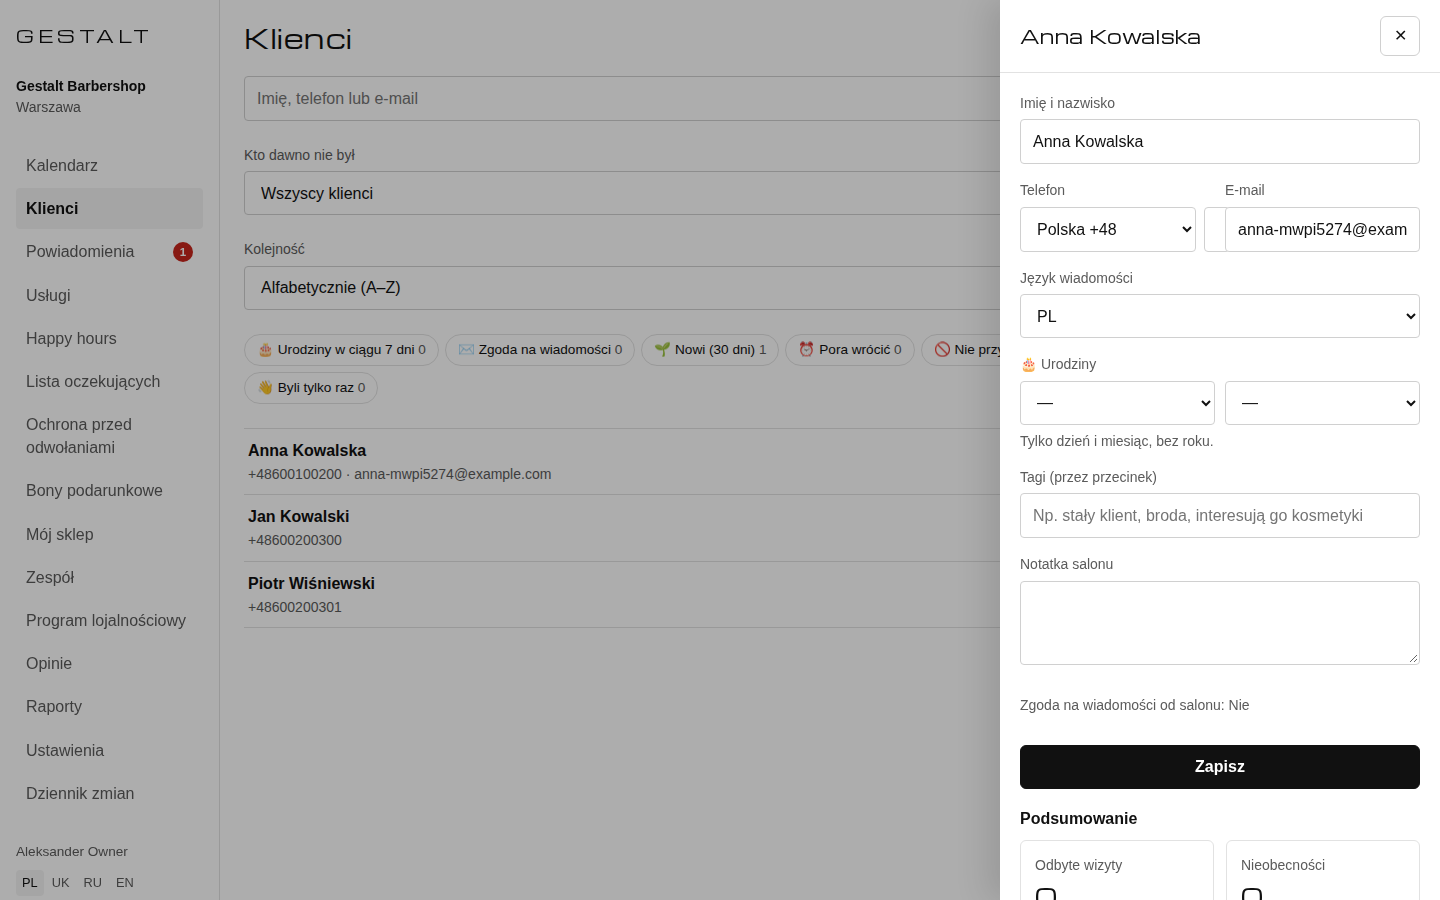 GESTALT
Gestalt Barbershop
Warszawa
Kalendarz
Klienci
Powiadomienia 1
Usługi
Happy hours
Lista oczekujących
Ochrona przed
odwołaniami
Bony podarunkowe
Mój sklep
Zespół
Program lojalnościowy
Opinie
Raporty
Ustawienia
Dziennik zmian
Aleksander Owner
PL UK RU EN
Klienci
Imię, telefon lub e-mail
Kto dawno nie był
Wszyscy klienci
Kolejność
Alfabetycznie (A–Z)
🎂 Urodziny w ciągu 7 dni 0 ✉️ Zgoda na wiadomości 0 🌱 Nowi (30 dni) 1 ⏰ Pora wrócić 0 🚫 Nie
👋 Byli tylko raz 0
Anna Kowalska
+48600100200 · anna-mwpi5274@example.com
Jan Kowalski
+48600200300
Piotr Wiśniewski
+48600200301
Anna Kowalska
✕
Imię i nazwisko
Anna Kowalska
Telefon E-mail
Polska +48 anna-mwpi5274@exam
Język wiadomości
PL
🎂 Urodziny
— —
Tylko dzień i miesiąc, bez roku.
Tagi (przez przecinek)
Np. stały klient, broda, interesują go kosmetyki
Notatka salonu
Zgoda na wiadomości od salonu: Nie
Zapisz
Podsumowanie
Odbyte wizyty Nieobecności